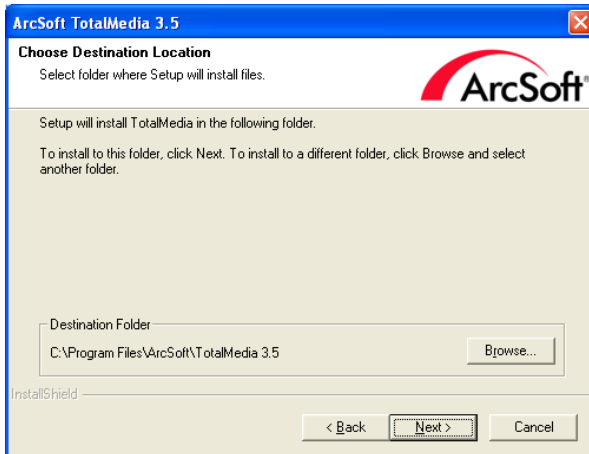 ArcSoft TotalMedia 3.5
Choose Destination Location
Select folder where Setup will install files.
ArcSoft®
Setup will install TotalMedia in the following folder.
To install to this folder, click Next. To install to a different folder, click Browse and select
another folder.
Destination Folder
C:\Program Files\ArcSoft\TotalMedia 3.5
Browse...
InstallShield
< Back
Next >
Cancel